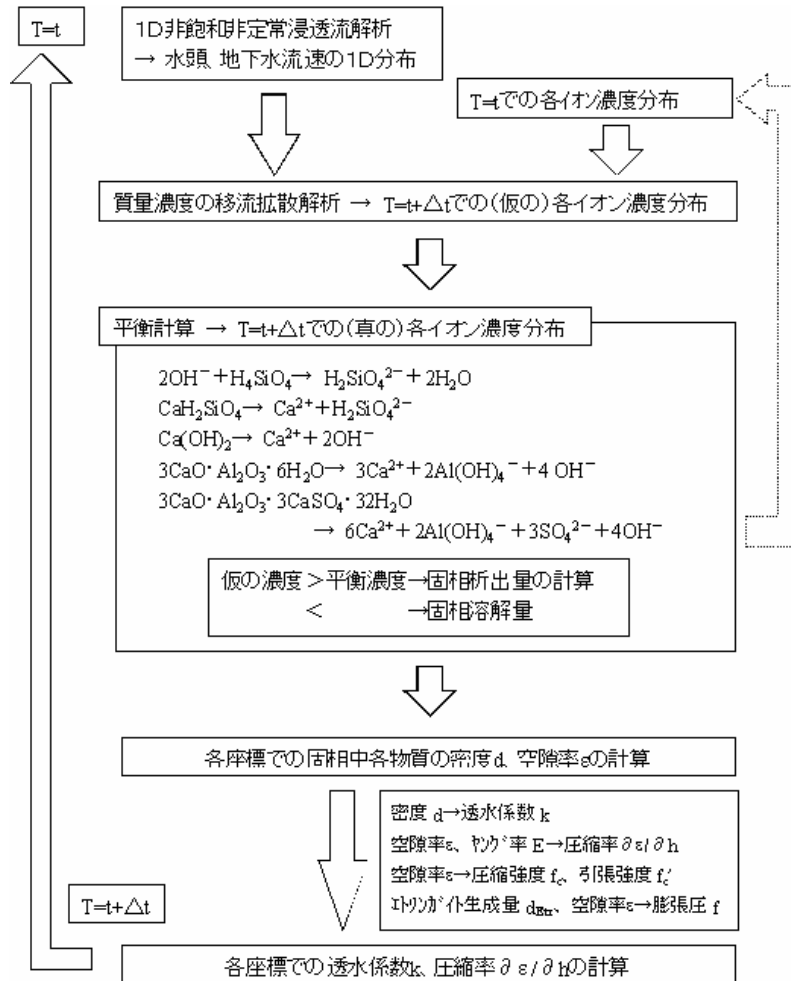 T=t
1D非飽和非定常浸透流解析
→ 水頭、地下水流速の1D分布
T=tでの各イオン濃度分布
質量濃度の移流拡散解析 → T=t+△tでの(仮の)各イオン濃度分布
平衡計算 → T=t+△tでの(真の)各イオン濃度分布
2OH⁻+H₄SiO₄→ H₂SiO₄²⁻+2H₂O
CaH₂SiO₄→ Ca²⁺+H₂SiO₄²⁻
Ca(OH)₂→ Ca²⁺+2OH⁻
3CaO・Al₂O₃・6H₂O→ 3Ca²⁺+2Al(OH)₄⁻+4 OH⁻
3CaO・Al₂O₃・3CaSO₄・32H₂O
→ 6Ca²⁺+2Al(OH)₄⁻+3SO₄²⁻+4OH⁻
仮の濃度>平衡濃度→固相析出量の計算
< →固相溶解量
各座標での固相中各物質の密度d、空隙率εの計算
密度 d→透水係数 k
空隙率ε、ヤング率 E→圧縮率∂ε/∂h
空隙率ε→圧縮強度 f_c、引張強度 f_c′
エトリンガイト生成量 d_Ett、空隙率ε→膨張圧 f
T=t+△t
各座標での透水係数k、圧縮率∂ε/∂hの計算